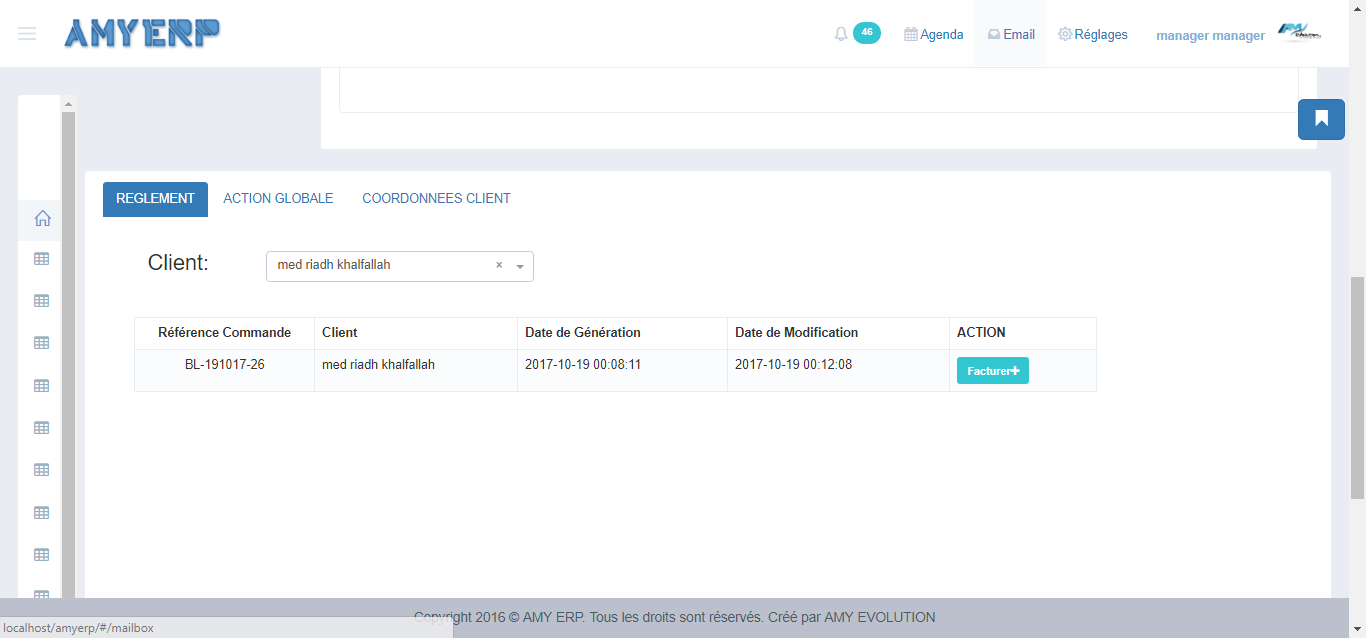 AMYERP
46 Agenda Email Réglages manager manager
REGLEMENT ACTION GLOBALE COORDONNEES CLIENT
Client: med riadh khalfallah × 
Référence Commande Client Date de Génération Date de Modification ACTION
BL-191017-26 med riadh khalfallah 2017-10-19 00:08:11 2017-10-19 00:12:08 Facturer+
Copyright 2016 © AMY ERP. Tous les droits sont réservés. Créé par AMY EVOLUTION
localhost/amyerp/#/mailbox